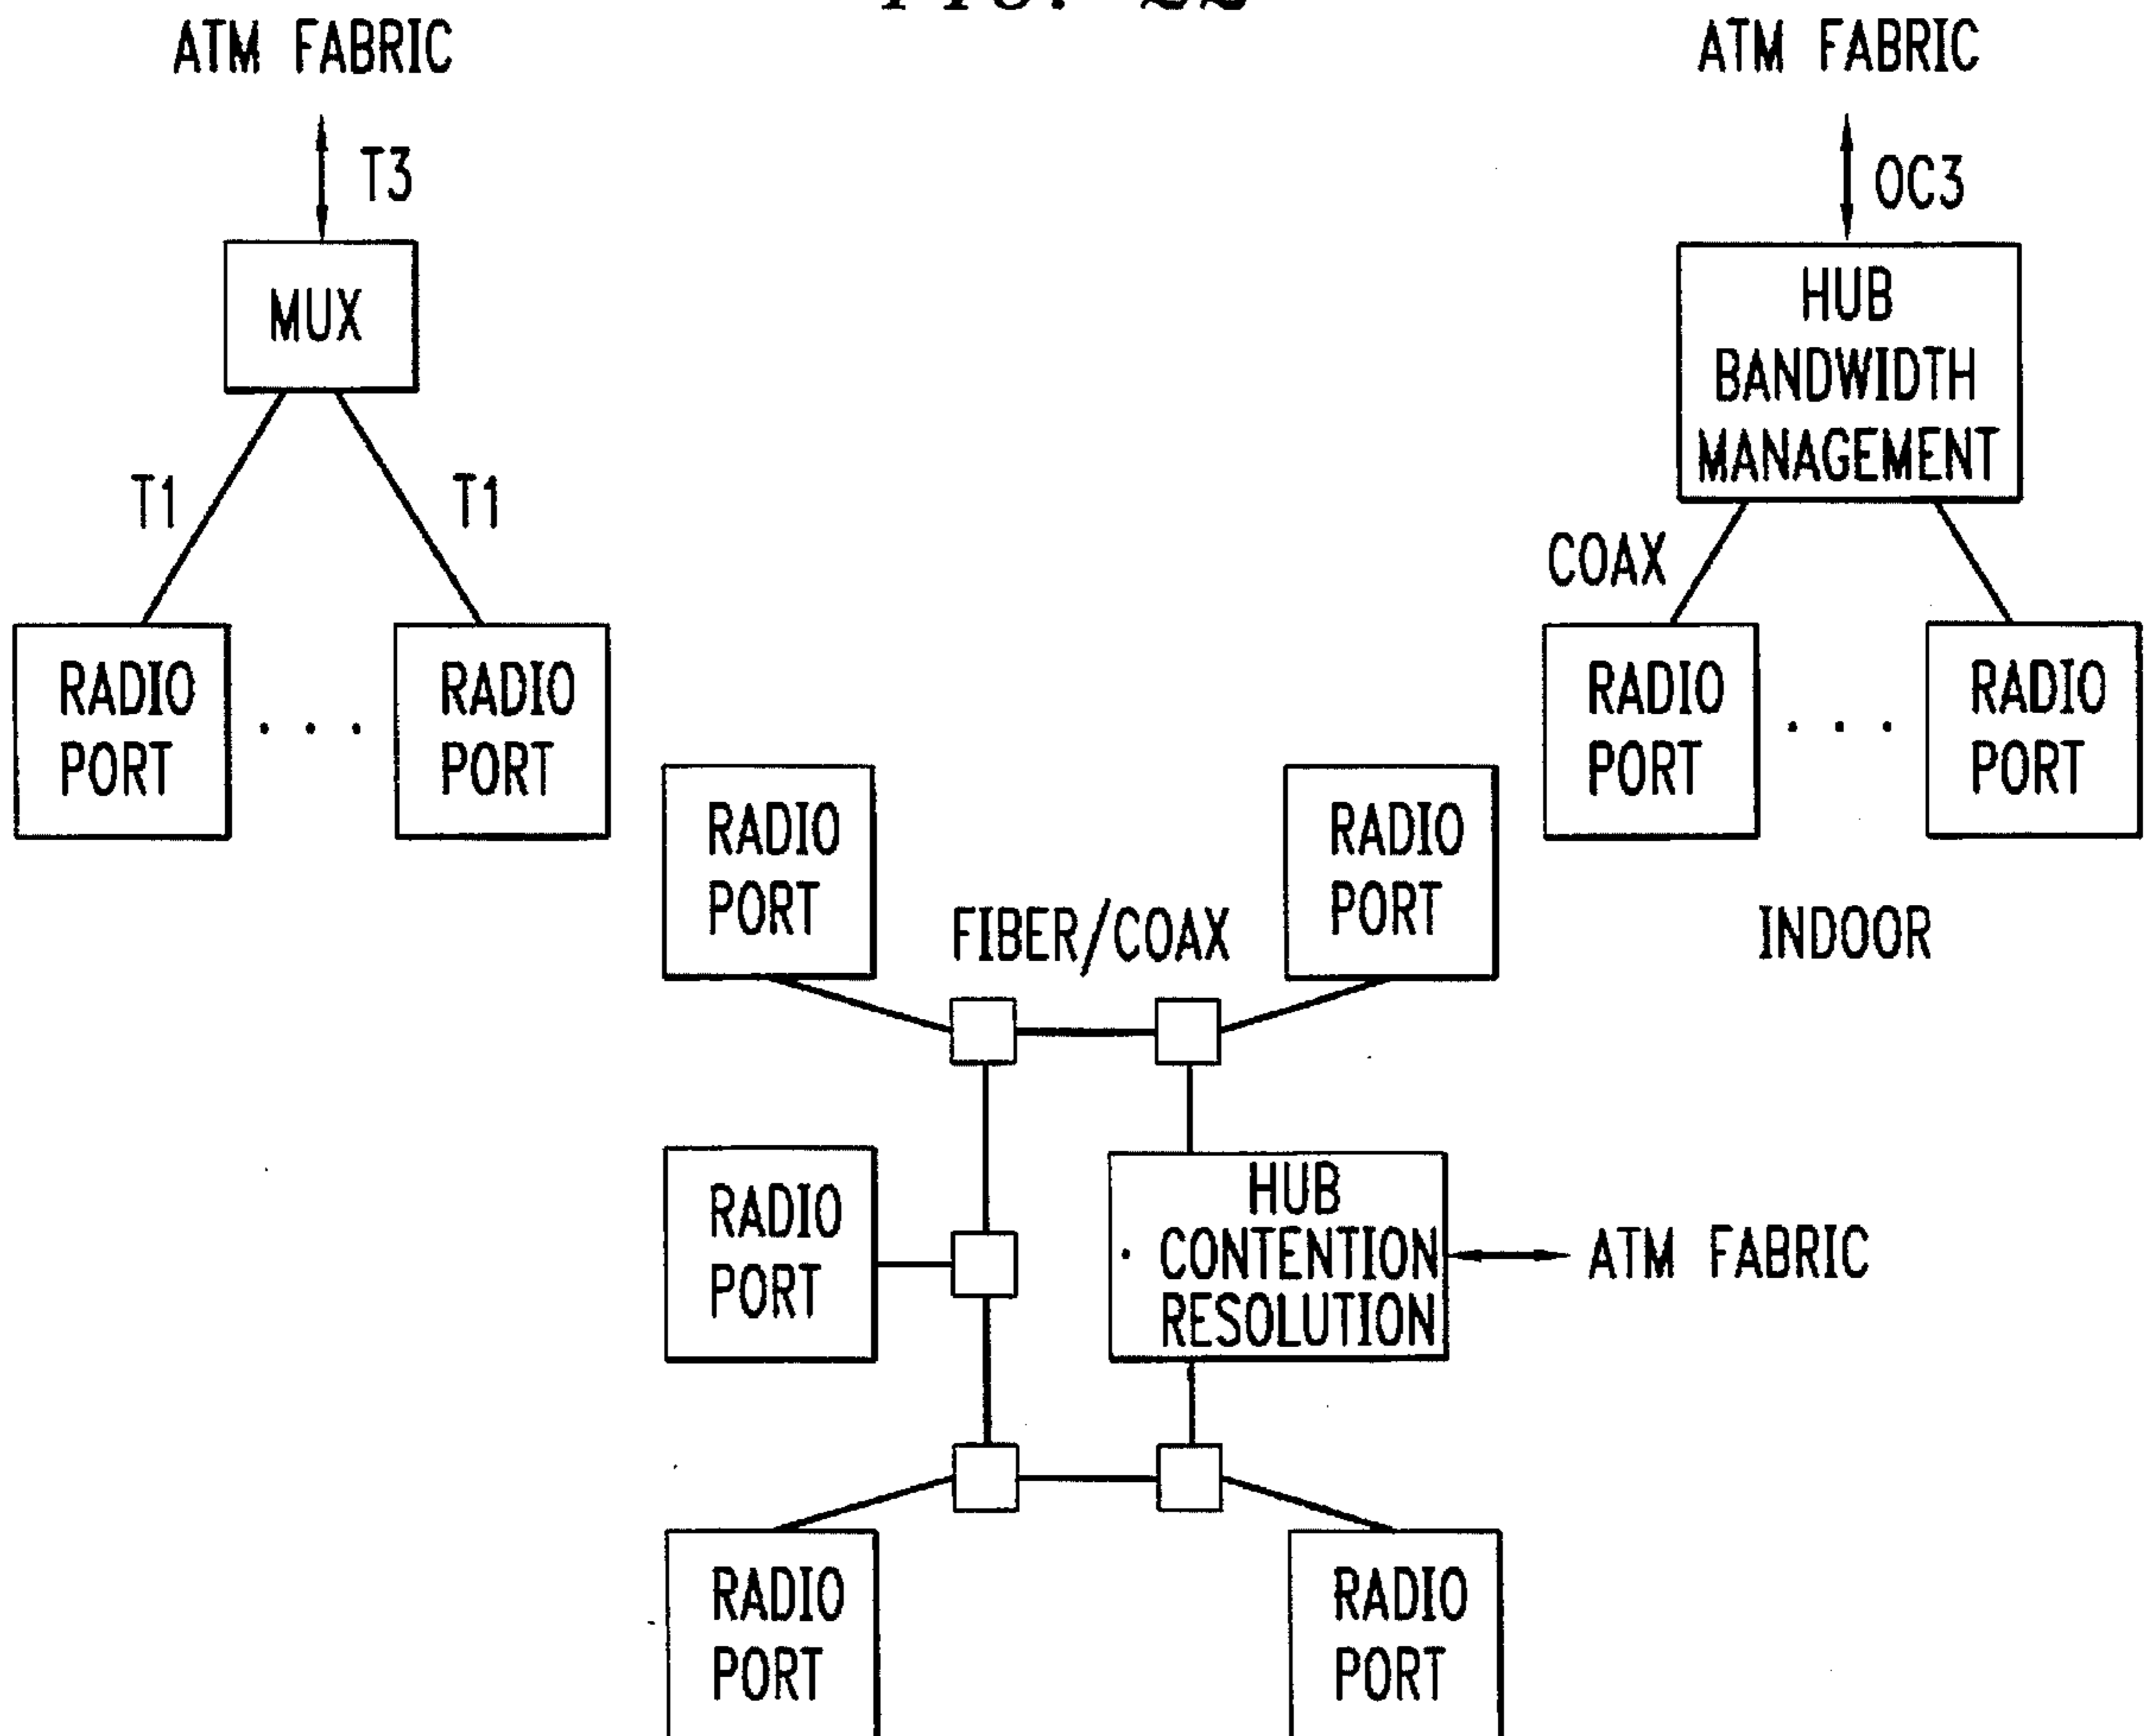 ATM FABRIC
T3
MUX
T1
T1
RADIO
PORT
. . .
RADIO
PORT
ATM FABRIC
OC3
HUB
BANDWIDTH
MANAGEMENT
COAX
RADIO
PORT
. . .
RADIO
PORT
INDOOR
RADIO
PORT
FIBER/COAX
RADIO
PORT
RADIO
PORT
HUB
CONTENTION
RESOLUTION
ATM FABRIC
RADIO
PORT
RADIO
PORT